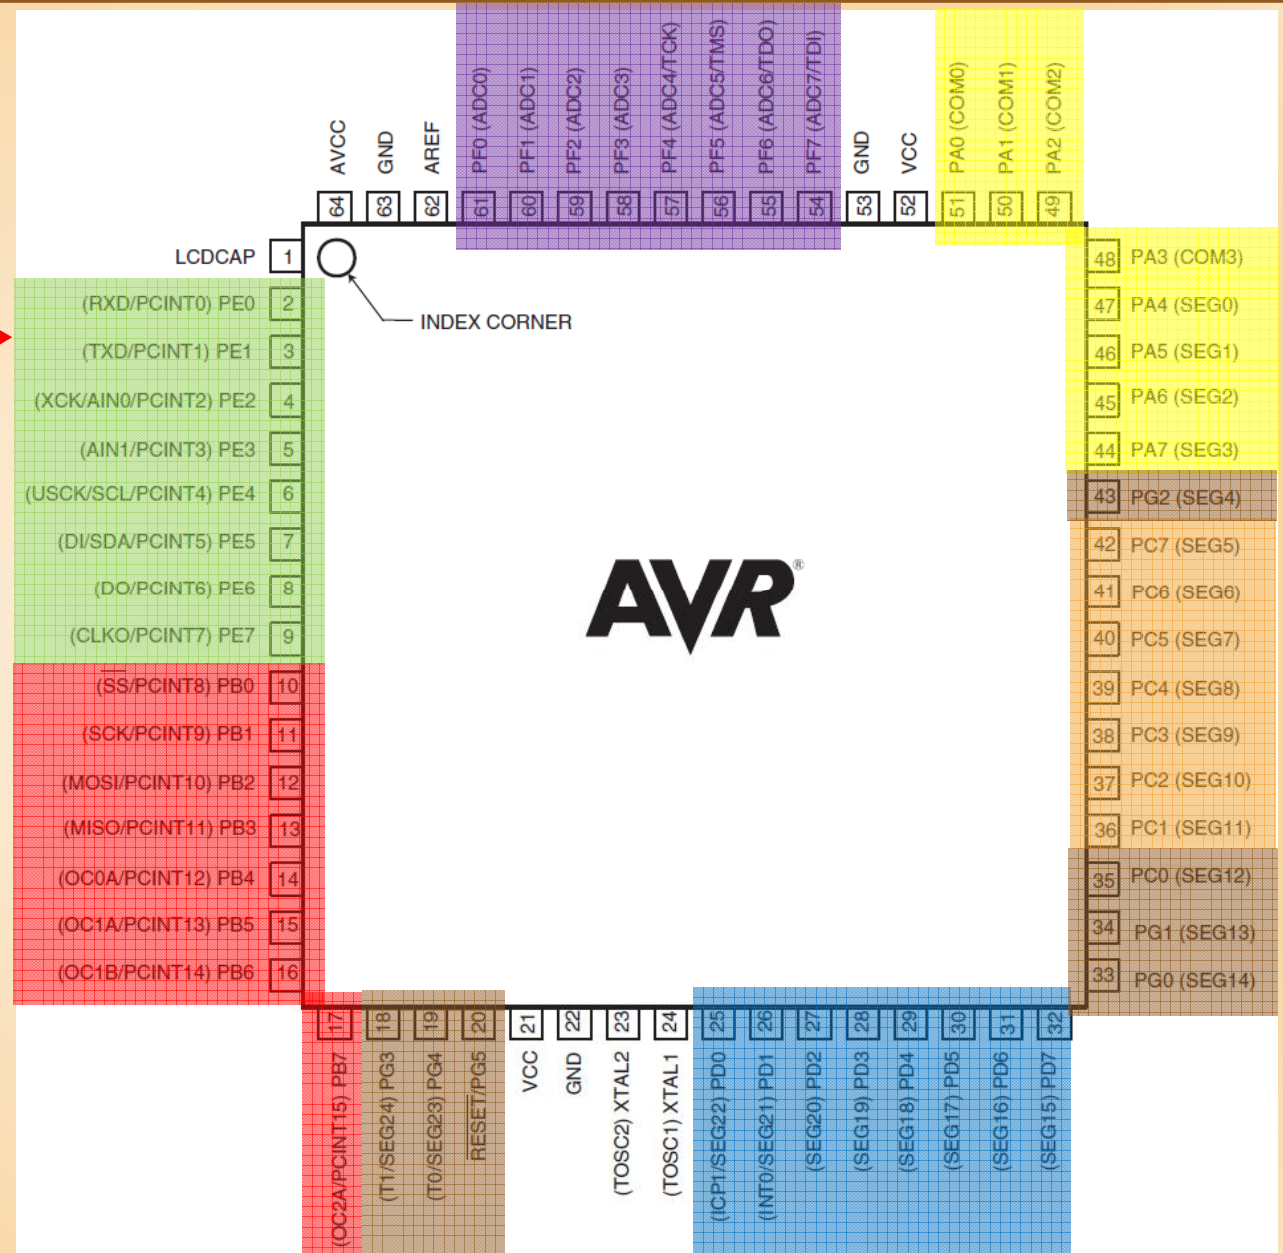 AVCC
GND
AREF
PF0 (ADC0)
PF1 (ADC1)
PF2 (ADC2)
PF3 (ADC3)
PF4 (ADC4/TCK)
PF5 (ADC5/TMS)
PF6 (ADC6/TDO)
PF7 (ADC7/TDI)
GND
VCC
PA0 (COM0)
PA1 (COM1)
PA2 (COM2)
64
63
62
61
60
59
58
57
56
55
54
53
52
51
50
49
LCDCAP 1
(RXD/PCINT0) PE0 2
(TXD/PCINT1) PE1 3
(XCK/AIN0/PCINT2) PE2 4
(AIN1/PCINT3) PE3 5
(USCK/SCL/PCINT4) PE4 6
(DI/SDA/PCINT5) PE5 7
(DO/PCINT6) PE6 8
(CLKO/PCINT7) PE7 9
(SS/PCINT8) PB0 10
(SCK/PCINT9) PB1 11
(MOSI/PCINT10) PB2 12
(MISO/PCINT11) PB3 13
(OC0A/PCINT12) PB4 14
(OC1A/PCINT13) PB5 15
(OC1B/PCINT14) PB6 16
INDEX CORNER
AVR®
48 PA3 (COM3)
47 PA4 (SEG0)
46 PA5 (SEG1)
45 PA6 (SEG2)
44 PA7 (SEG3)
43 PG2 (SEG4)
42 PC7 (SEG5)
41 PC6 (SEG6)
40 PC5 (SEG7)
39 PC4 (SEG8)
38 PC3 (SEG9)
37 PC2 (SEG10)
36 PC1 (SEG11)
35 PC0 (SEG12)
34 PG1 (SEG13)
33 PG0 (SEG14)
17
18
19
20
21
22
23
24
25
26
27
28
29
30
31
32
(OC2A/PCINT15) PB7
(T1/SEG24) PG3
(T0/SEG23) PG4
RESET/PG5
VCC
GND
(TOSC2) XTAL2
(TOSC1) XTAL1
(ICP1/SEG22) PD0
(INT0/SEG21) PD1
(SEG20) PD2
(SEG19) PD3
(SEG18) PD4
(SEG17) PD5
(SEG16) PD6
(SEG15) PD7